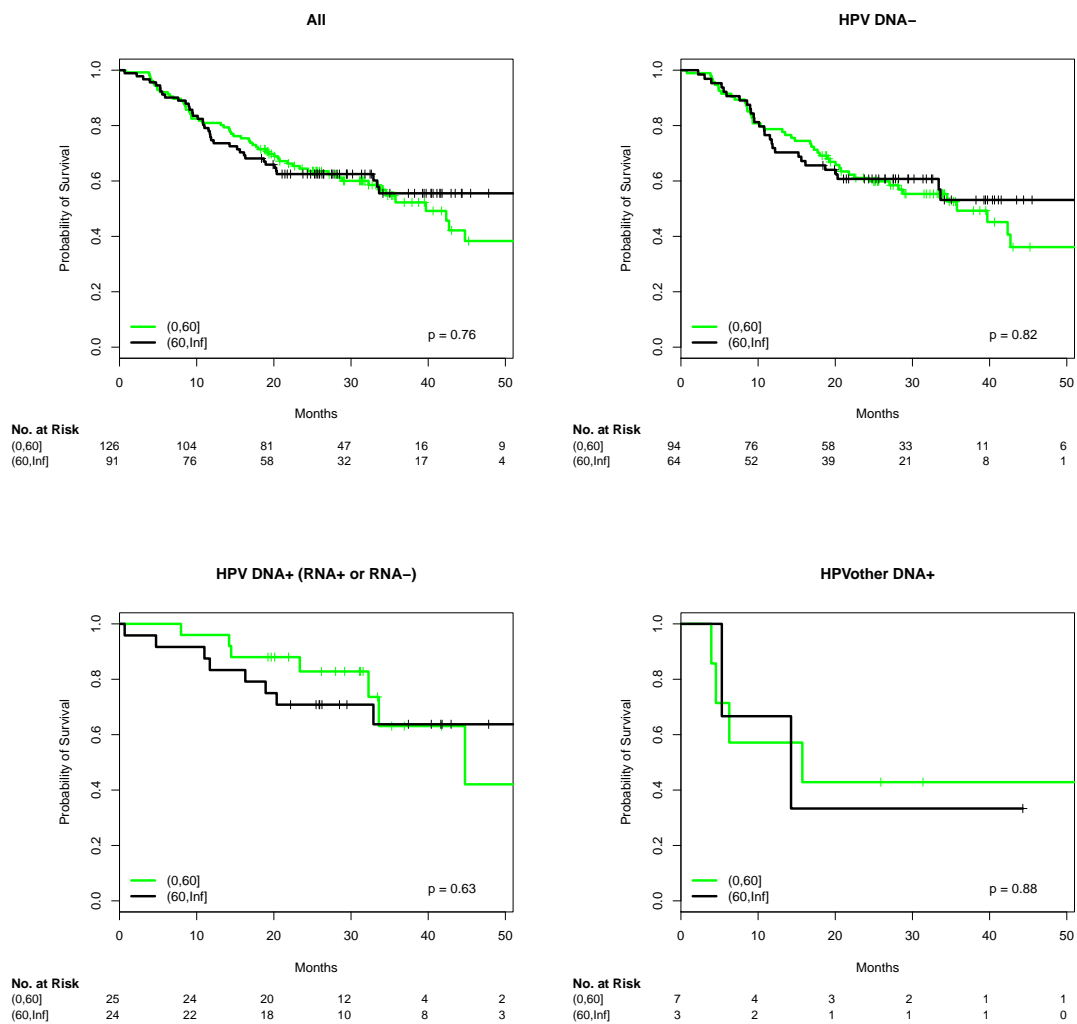 All
Probability of Survival
1.0
0.8
0.6
0.4
0.2
0.0
(0,60]
(60,Inf]
p = 0.76
0 10 20 30 40 50
Months
No. at Risk
(0,60] 126 104 81 47 16 9
(60,Inf] 91 76 58 32 17 4
HPV DNA−
Probability of Survival
1.0
0.8
0.6
0.4
0.2
0.0
(0,60]
(60,Inf]
p = 0.82
0 10 20 30 40 50
Months
No. at Risk
(0,60] 94 76 58 33 11 6
(60,Inf] 64 52 39 21 8 1
HPV DNA+ (RNA+ or RNA−)
Probability of Survival
1.0
0.8
0.6
0.4
0.2
0.0
(0,60]
(60,Inf]
p = 0.63
0 10 20 30 40 50
Months
No. at Risk
(0,60] 25 24 20 12 4 2
(60,Inf] 24 22 18 10 8 3
HPVother DNA+
Probability of Survival
1.0
0.8
0.6
0.4
0.2
0.0
(0,60]
(60,Inf]
p = 0.88
0 10 20 30 40 50
Months
No. at Risk
(0,60] 7 4 3 2 1 1
(60,Inf] 3 2 1 1 1 0